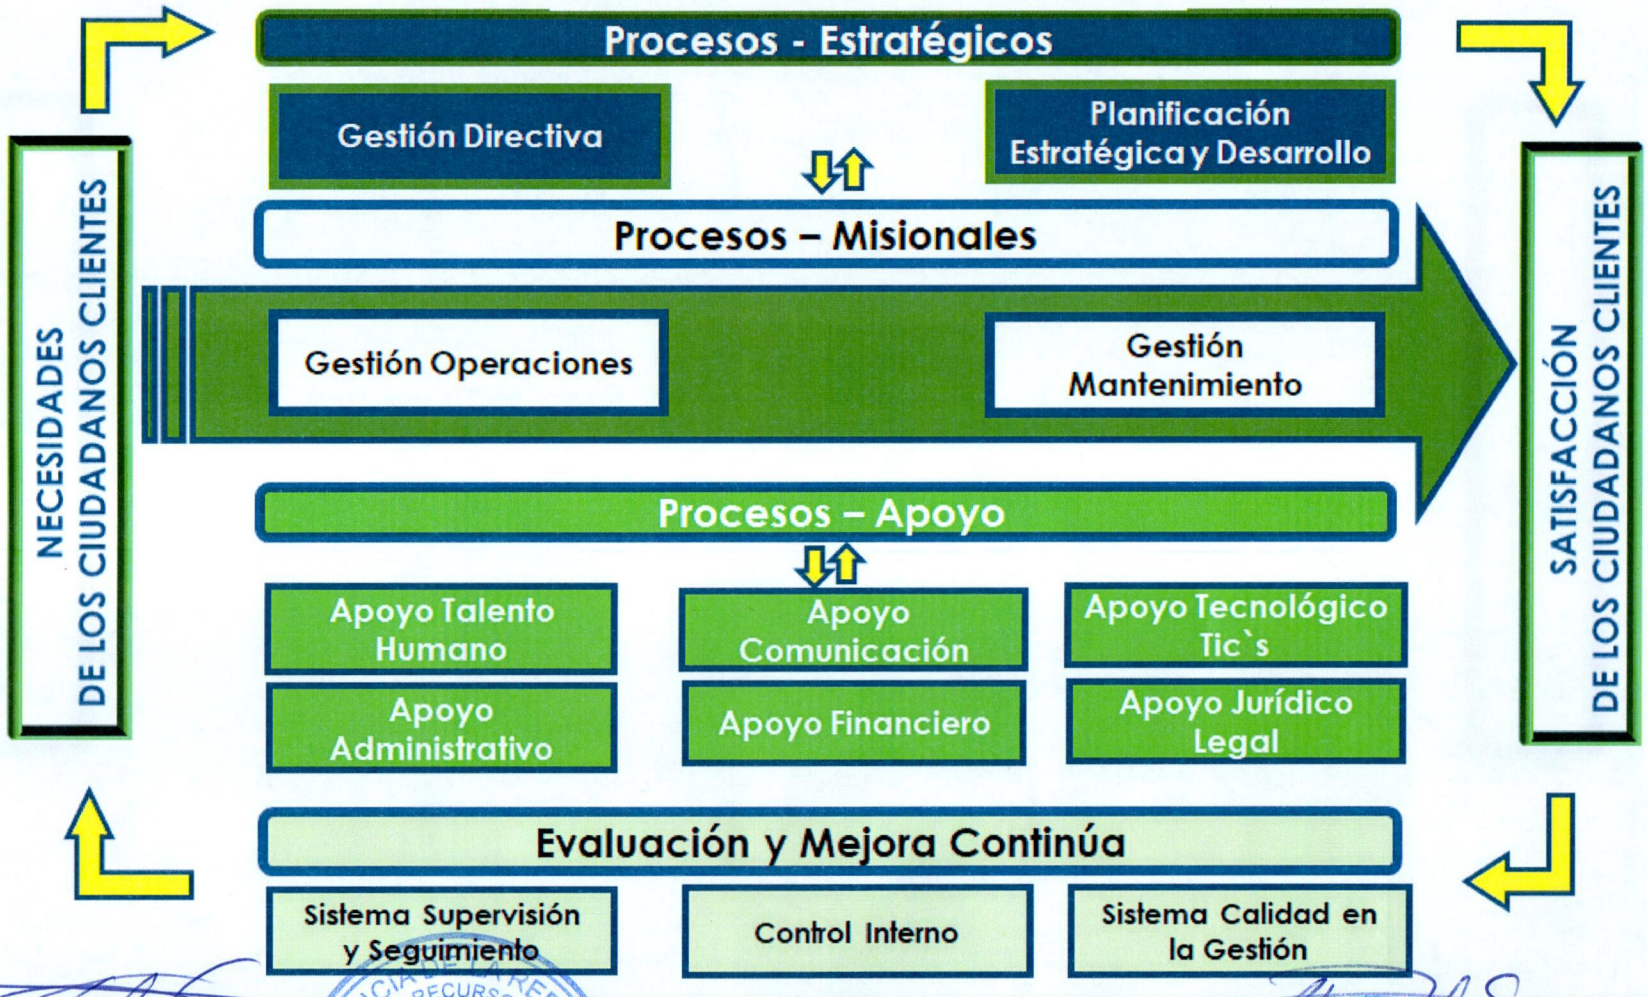 Procesos - Estratégicos
Gestión Directiva
Planificación
Estratégica y Desarrollo
Procesos – Misionales
NECESIDADES
DE LOS CIUDADANOS CLIENTES
Gestión Operaciones
Gestión
Mantenimiento
SATISFACCIÓN
DE LOS CIUDADANOS CLIENTES
Procesos – Apoyo
Apoyo Talento
Humano
Apoyo
Comunicación
Apoyo Tecnológico
Tic`s
Apoyo
Administrativo
Apoyo Financiero
Apoyo Jurídico
Legal
Evaluación y Mejora Continúa
Sistema Supervisión
y Seguimiento
Control Interno
Sistema Calidad en
la Gestión
DE LA